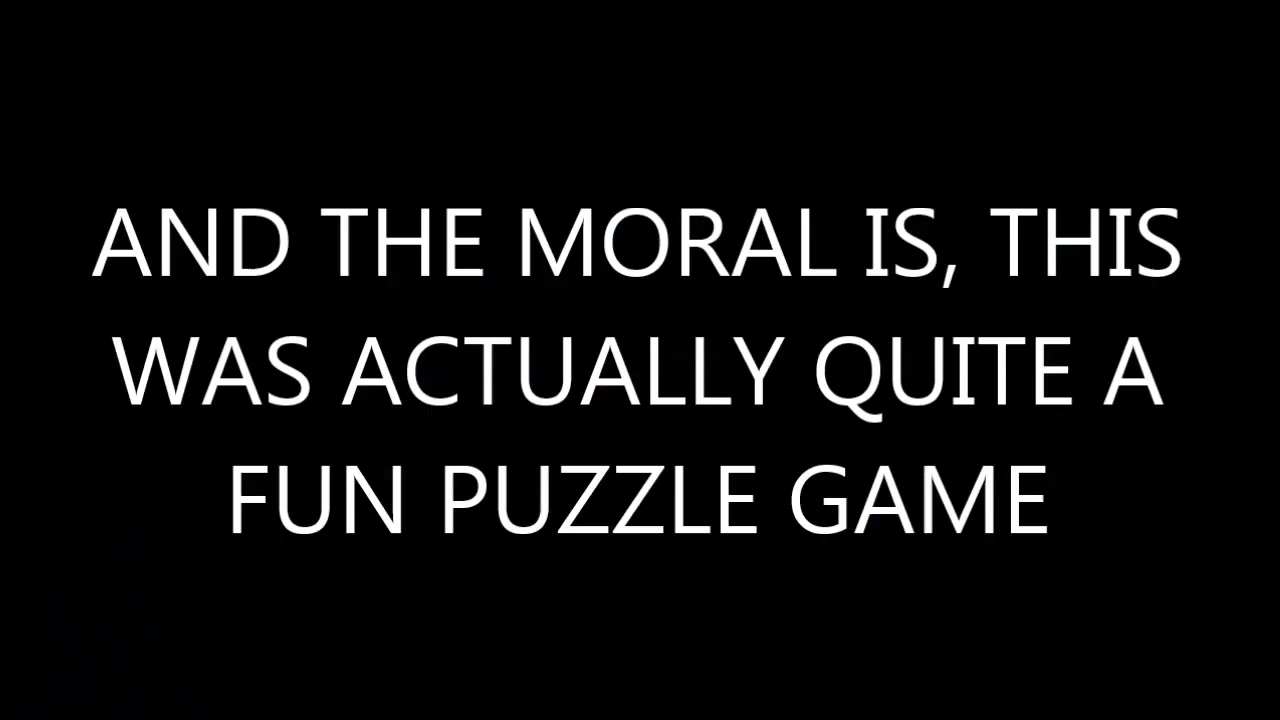 AND THE MORAL IS, THIS
WAS ACTUALLY QUITE A
FUN PUZZLE GAME